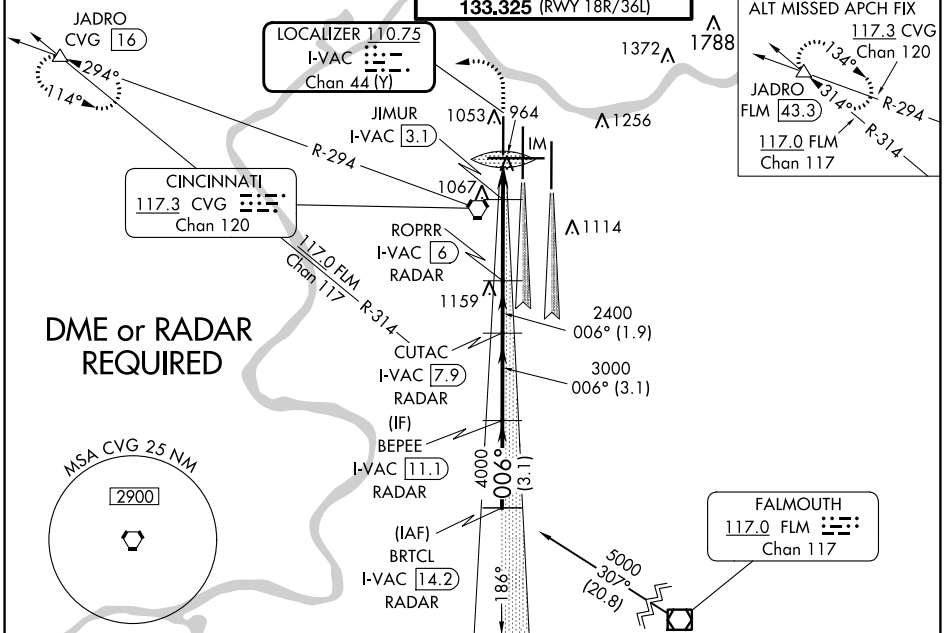 133.325 (RWY 18R/36L)
JADRO
CVG 16
294°
114°
LOCALIZER 110.75
I-VAC
Chan 44 (Y)
1372
1788
ALT MISSED APCH FIX
117.3 CVG
Chan 120
134°
314°
JADRO
FLM 43.3
R-294
R-314
117.0 FLM
Chan 117
JIMUR
I-VAC 3.1
1053
964
1256
IM
R-294
CINCINNATI
117.3 CVG
Chan 120
1067
1114
ROPRR
I-VAC 6
RADAR
117.0 FLM
Chan 117
R-314
1159
DME or RADAR
REQUIRED
2400
006° (1.9)
CUTAC
I-VAC 7.9
RADAR
3000
006° (3.1)
(IF)
BEPEE
I-VAC 11.1
RADAR
4000
006°
(3.1)
MSA CVG 25 NM
2900
(IAF)
BRTCL
I-VAC 14.2
RADAR
186°
5000
307°
(20.8)
FALMOUTH
117.0 FLM
Chan 117